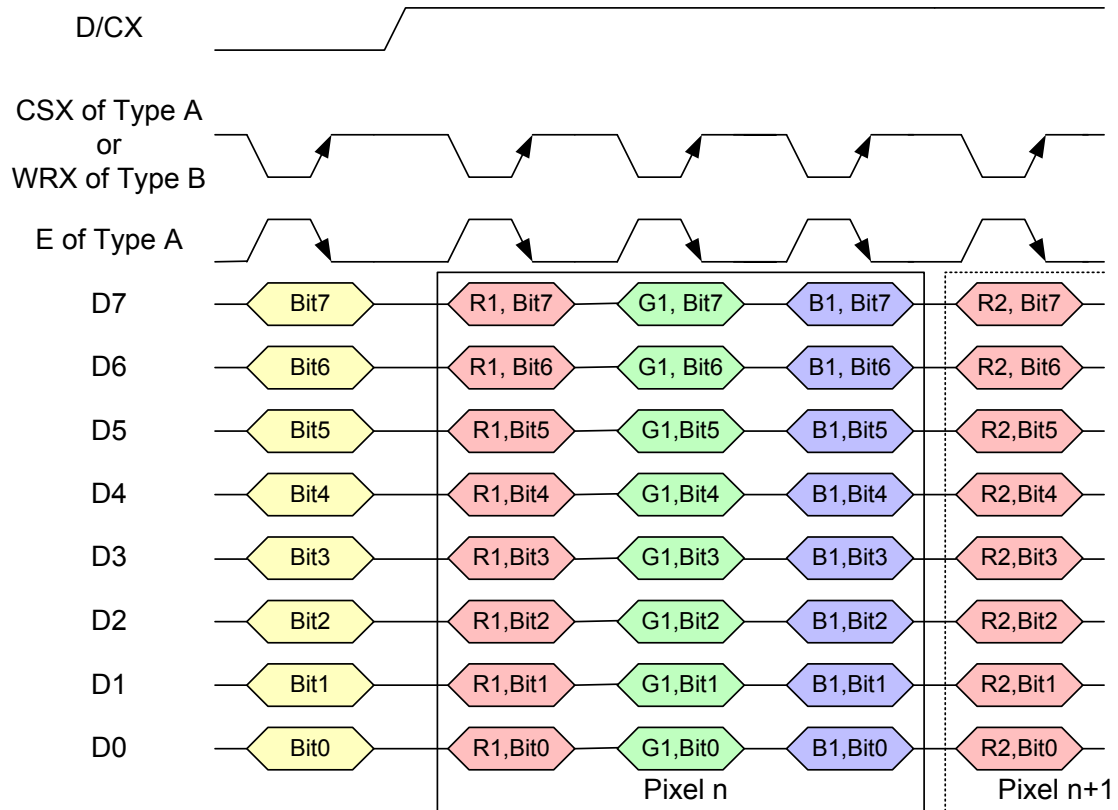 D/CX
CSX of Type A
or
WRX of Type B
E of Type A
D7 Bit7 R1, Bit7 G1, Bit7 B1, Bit7 R2, Bit7
D6 Bit6 R1, Bit6 G1, Bit6 B1, Bit6 R2, Bit6
D5 Bit5 R1,Bit5 G1,Bit5 B1,Bit5 R2,Bit5
D4 Bit4 R1,Bit4 G1,Bit4 B1,Bit4 R2,Bit4
D3 Bit3 R1,Bit3 G1,Bit3 B1,Bit3 R2,Bit3
D2 Bit2 R1,Bit2 G1,Bit2 B1,Bit2 R2,Bit2
D1 Bit1 R1,Bit1 G1,Bit1 B1,Bit1 R2,Bit1
D0 Bit0 R1,Bit0 G1,Bit0 B1,Bit0 R2,Bit0
Pixel n Pixel n+1